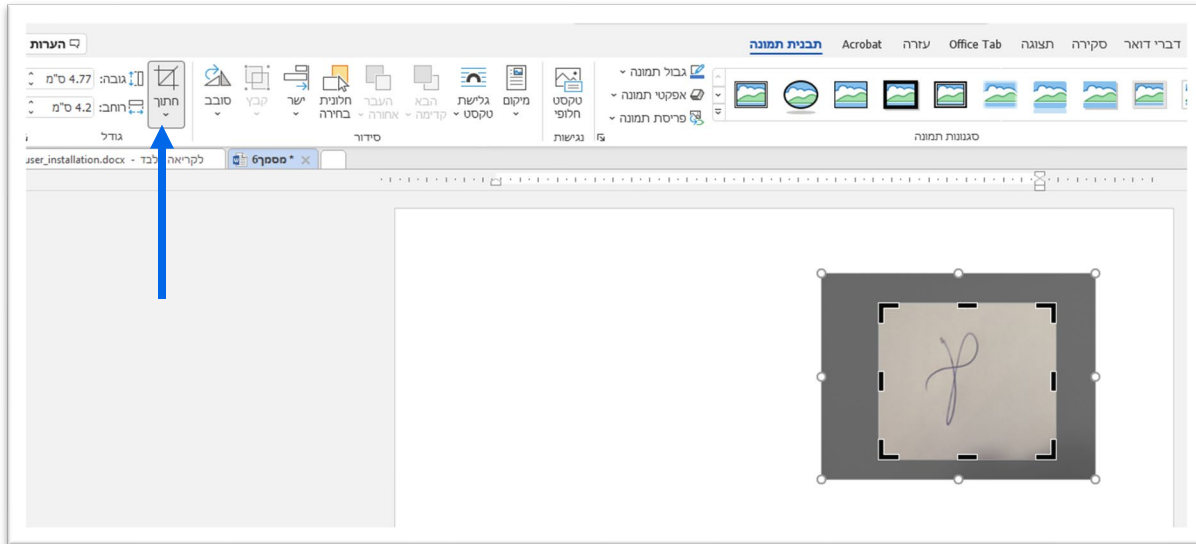 דברי דואר סקירה תצוגה Office Tab עזרה Acrobat תבנית תמונה הערות
גבול תמונה
אפקטי תמונה
פריסת תמונה
טקסט חלופי
מיקום
גלישת טקסט
הבא קדימה
העבר אחורה
חלונית בחירה
ישר
קבץ
סובב
חתוך
גובה: 4.77 ס"מ
רוחב: 4.2 ס"מ
סגנונות תמונה נגישות סידור גודל
מסמך6 *
user_installation.docx - לקריאה בלבד